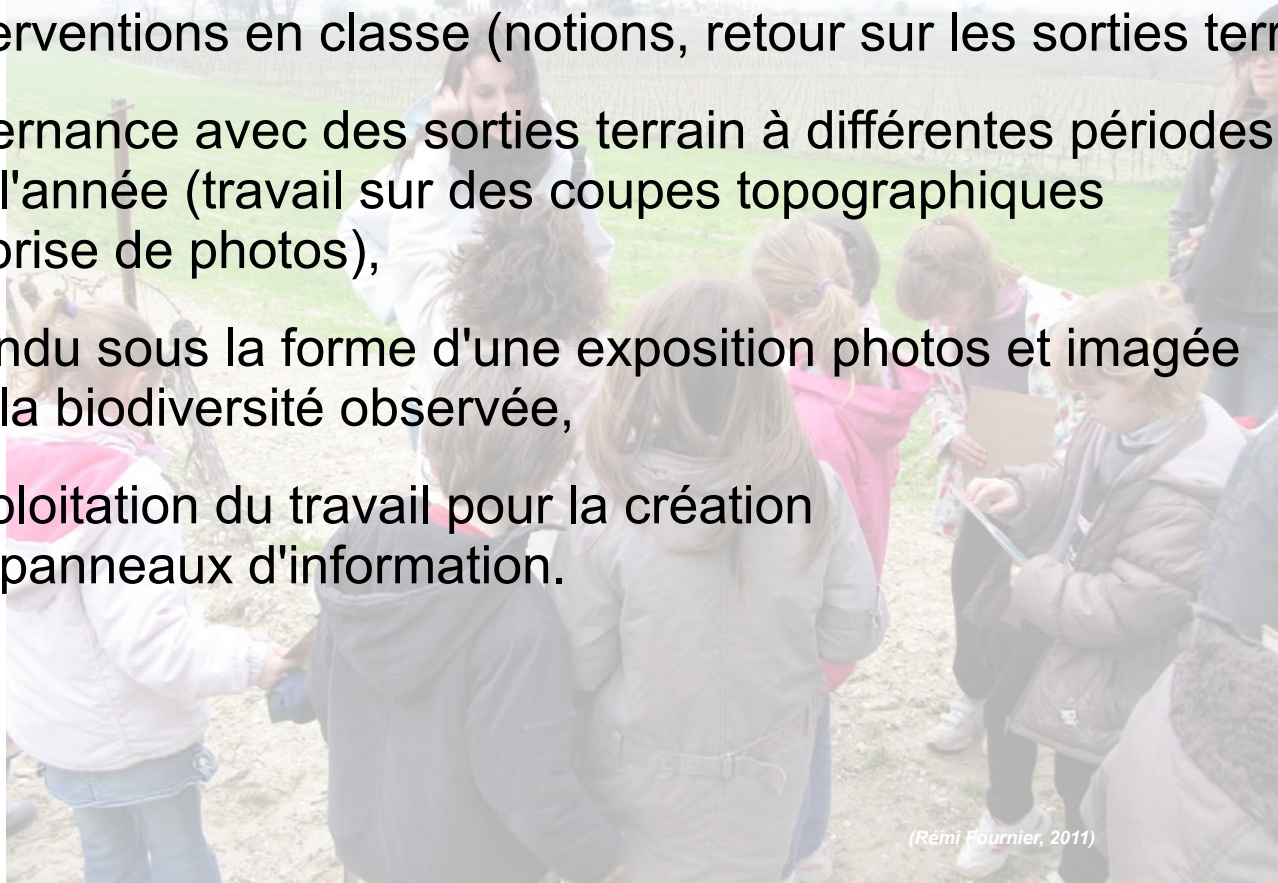 erventions en classe (notions, retour sur les sorties terr
ernance avec des sorties terrain à différentes périodes
l'année (travail sur des coupes topographiques
prise de photos),
ndu sous la forme d'une exposition photos et imagée
la biodiversité observée,
ploitation du travail pour la création
panneaux d'information.
(Rémi Fournier, 2011)